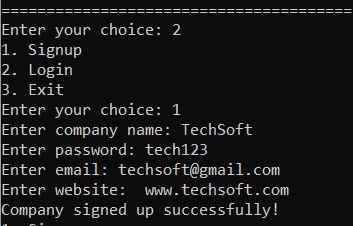 ========================================
Enter your choice: 2
1. Signup
2. Login
3. Exit
Enter your choice: 1
Enter company name: TechSoft
Enter password: tech123
Enter email: techsoft@gmail.com
Enter website:  www.techsoft.com
Company signed up successfully!